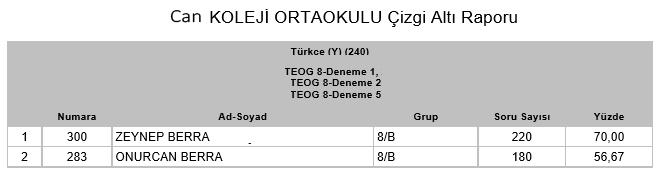 Can KOLEJİ ORTAOKULU Çizgi Altı Raporu
Türkce (Y) (240)
TEOG 8-Deneme 1,
TEOG 8-Deneme 2
TEOG 8-Deneme 5
Numara Ad-Soyad Grup Soru Sayısı Yüzde
1 300 ZEYNEP BERRA 8/B 220 70,00
2 283 ONURCAN BERRA 8/B 180 56,67